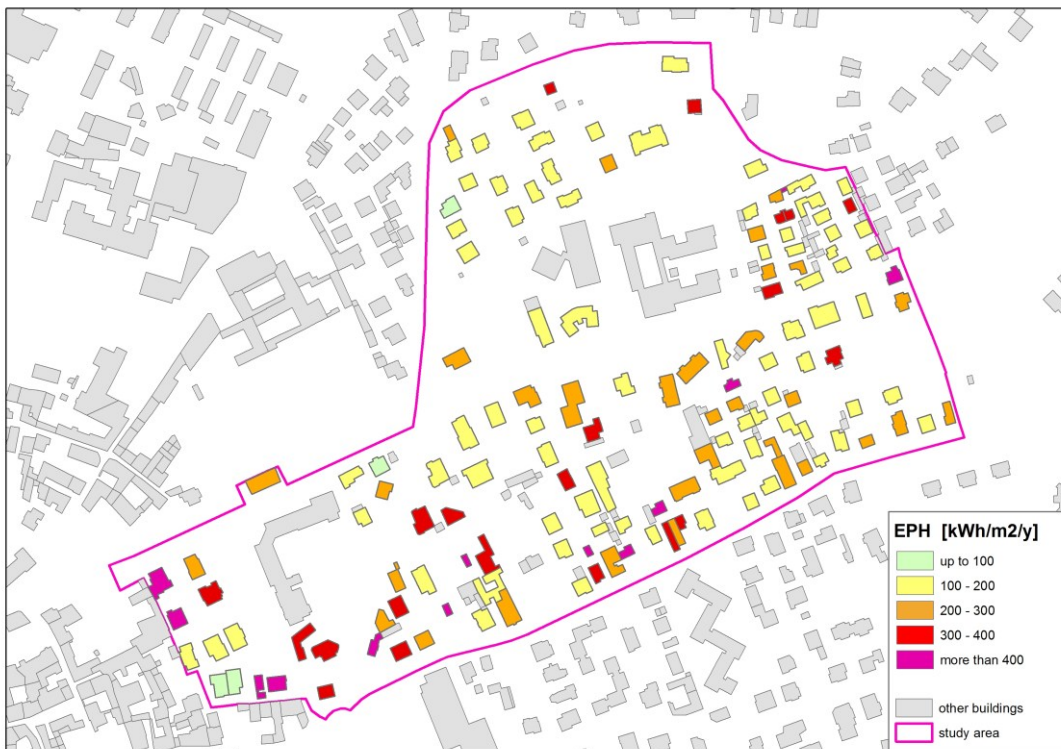 EPH [kWh/m2/y]
up to 100
100 - 200
200 - 300
300 - 400
more than 400
other buildings
study area